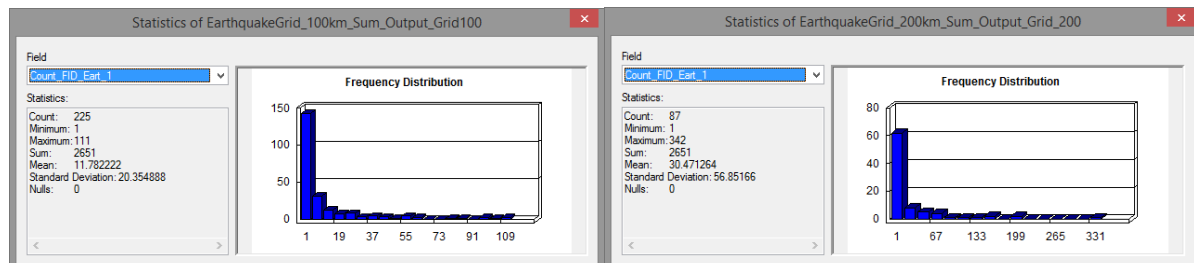 Statistics of EarthquakeGrid_100km_Sum_Output_Grid100
Field
Count_FID_Eart_1
Statistics:
Count: 225
Minimum: 1
Maximum: 111
Sum: 2651
Mean: 11.782222
Standard Deviation: 20.354888
Nulls: 0
Frequency Distribution
150
100
50
0
1 19 37 55 73 91 109
Statistics of EarthquakeGrid_200km_Sum_Output_Grid_200
Field
Count_FID_Eart_1
Statistics:
Count: 87
Minimum: 1
Maximum: 342
Sum: 2651
Mean: 30.471264
Standard Deviation: 56.85166
Nulls: 0
Frequency Distribution
80
60
40
20
0
1 67 133 199 265 331